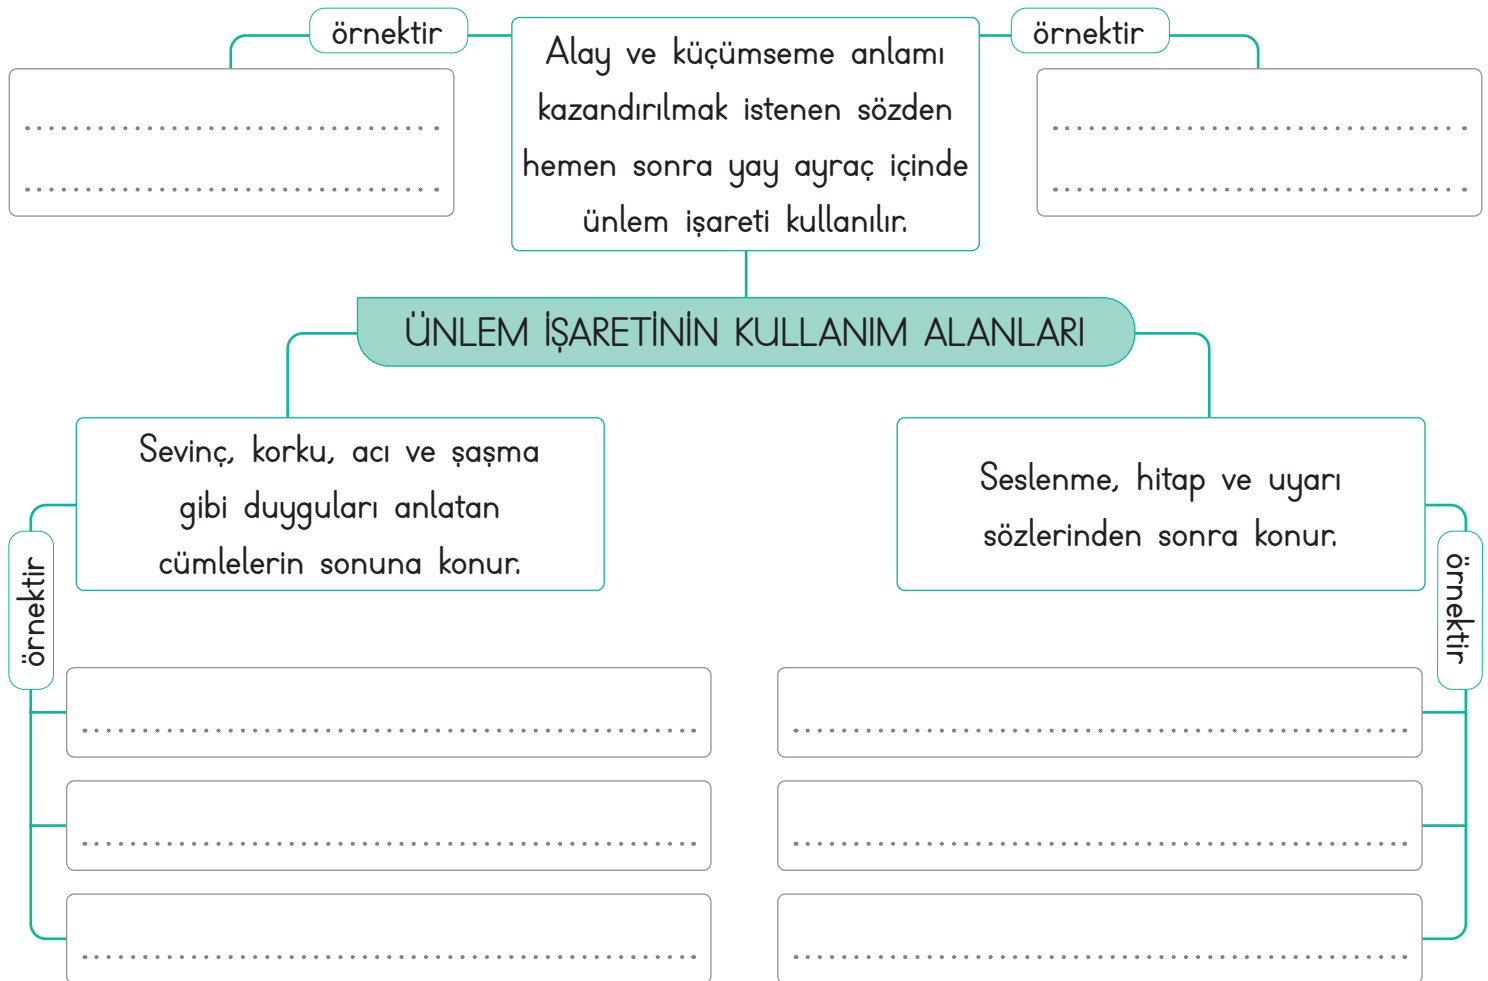 örnektir
örnektir
Alay ve küçümseme anlamı
kazandırılmak istenen sözden
hemen sonra yay ayraç içinde
ünlem işareti kullanılır.
ÜNLEM İŞARETİNİN KULLANIM ALANLARI
Sevinç, korku, acı ve şaşma
gibi duyguları anlatan
cümlelerin sonuna konur.
Seslenme, hitap ve uyarı
sözlerinden sonra konur.
örnektir
örnektir